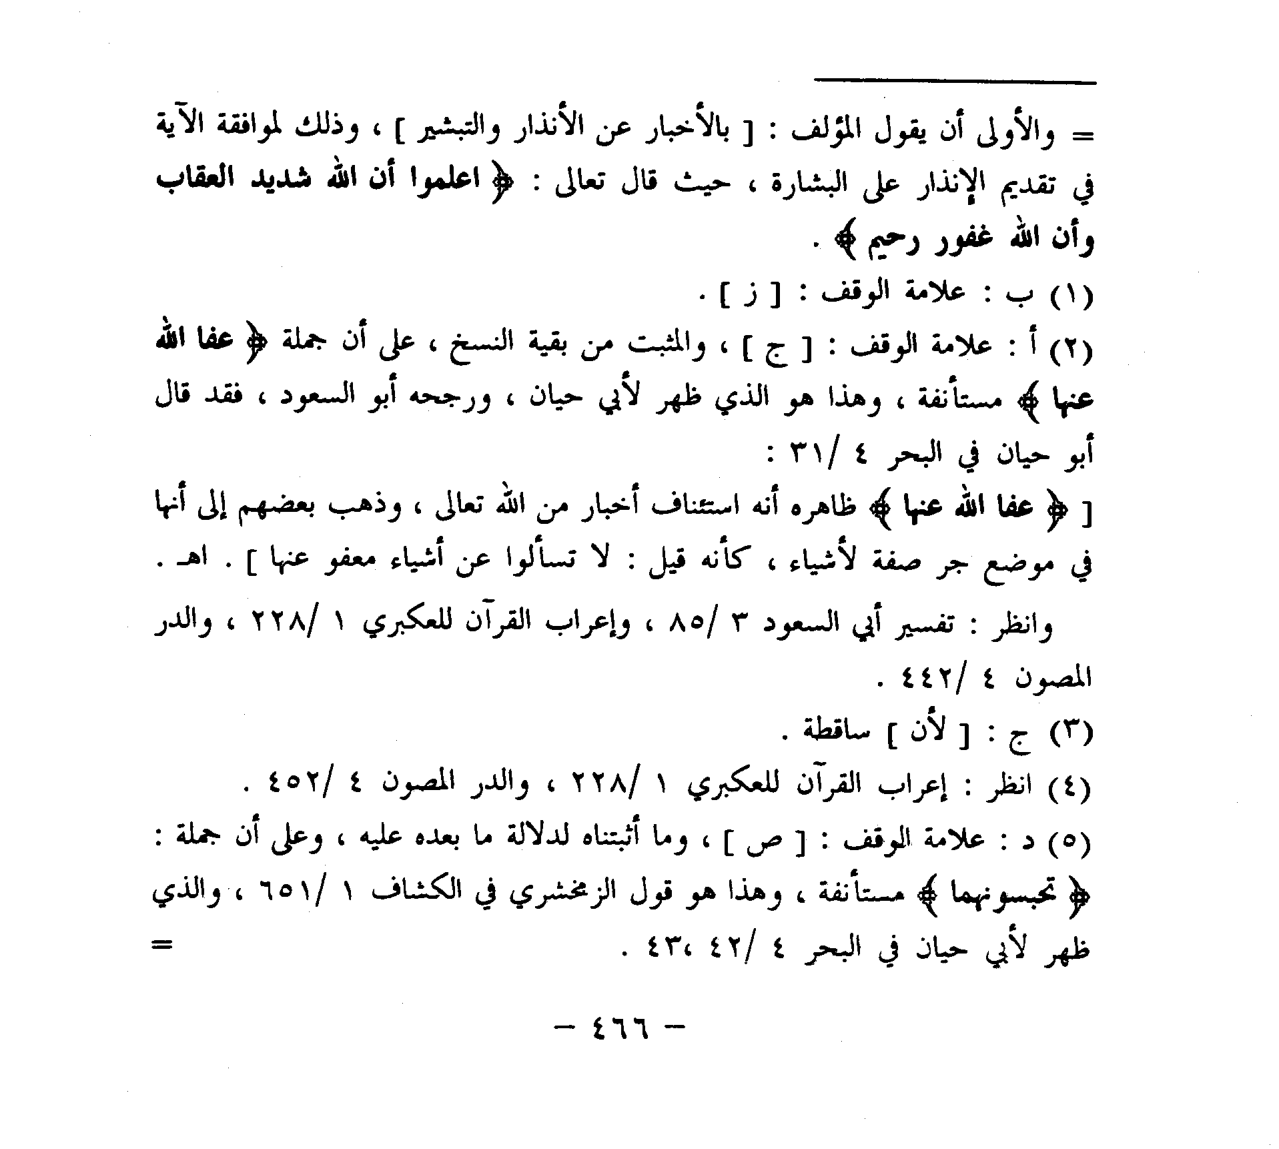 = والأولى أن يقول المؤلف : [ بالأخبار عن الأنذار والتبشير ] ، وذلك لموافقة الآية
في تقديم الإنذار على البشارة ، حيث قال تعالى : ﴿ اعلموا أن الله شديد العقاب
وأن الله غفور رحيم ﴾ .
(١) ب : علامة الوقف : [ ز ] .
(٢) أ : علامة الوقف : [ ج ] ، والمثبت من بقية النسخ ، على أن جملة ﴿ عفا الله
عنها ﴾ مستأنفة ، وهذا هو الذي ظهر لأبي حيان ، ورجحه أبو السعود ، فقد قال
أبو حيان في البحر ٤ /٣١ :
[ ﴿ عفا الله عنها ﴾ ظاهره أنه استئناف أخبار من الله تعالى ، وذهب بعضهم إلى أنها
في موضع جر صفة لأشياء ، كأنه قيل : لا تسألوا عن أشياء معفو عنها ] . اهـ .
وانظر : تفسير أبي السعود ٣ /٨٥ ، وإعراب القرآن للعكبري ١ /٢٢٨ ، والدر
المصون ٤ /٤٤٢ .
(٣) ج : [ لأن ] ساقطة .
(٤) انظر : إعراب القرآن للعكبري ١ /٢٢٨ ، والدر المصون ٤ /٤٥٢ .
(٥) د : علامة الوقف : [ ص ] ، وما أثبتناه لدلالة ما بعده عليه ، وعلى أن جملة :
﴿ تحبسونهما ﴾ مستأنفة ، وهذا هو قول الزمخشري في الكشاف ١ /٦٥١ ، والذي
ظهر لأبي حيان في البحر ٤ /٤٢ ،٤٣ . =
– ٤٦٦ –